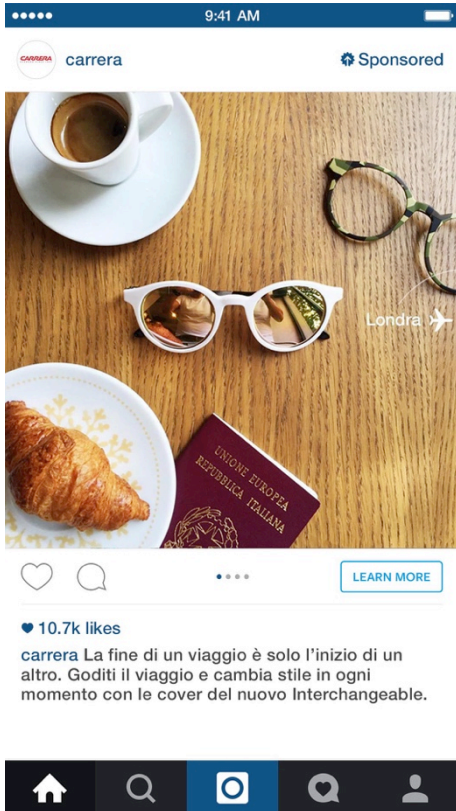 9:41 AM
CARRERA
carrera
Sponsored
Londra
UNIONE EUROPEA
REPUBBLICA ITALIANA
LEARN MORE
10.7k likes
carrera La fine di un viaggio è solo l'inizio di un
altro. Goditi il viaggio e cambia stile in ogni
momento con le cover del nuovo Interchangeable.